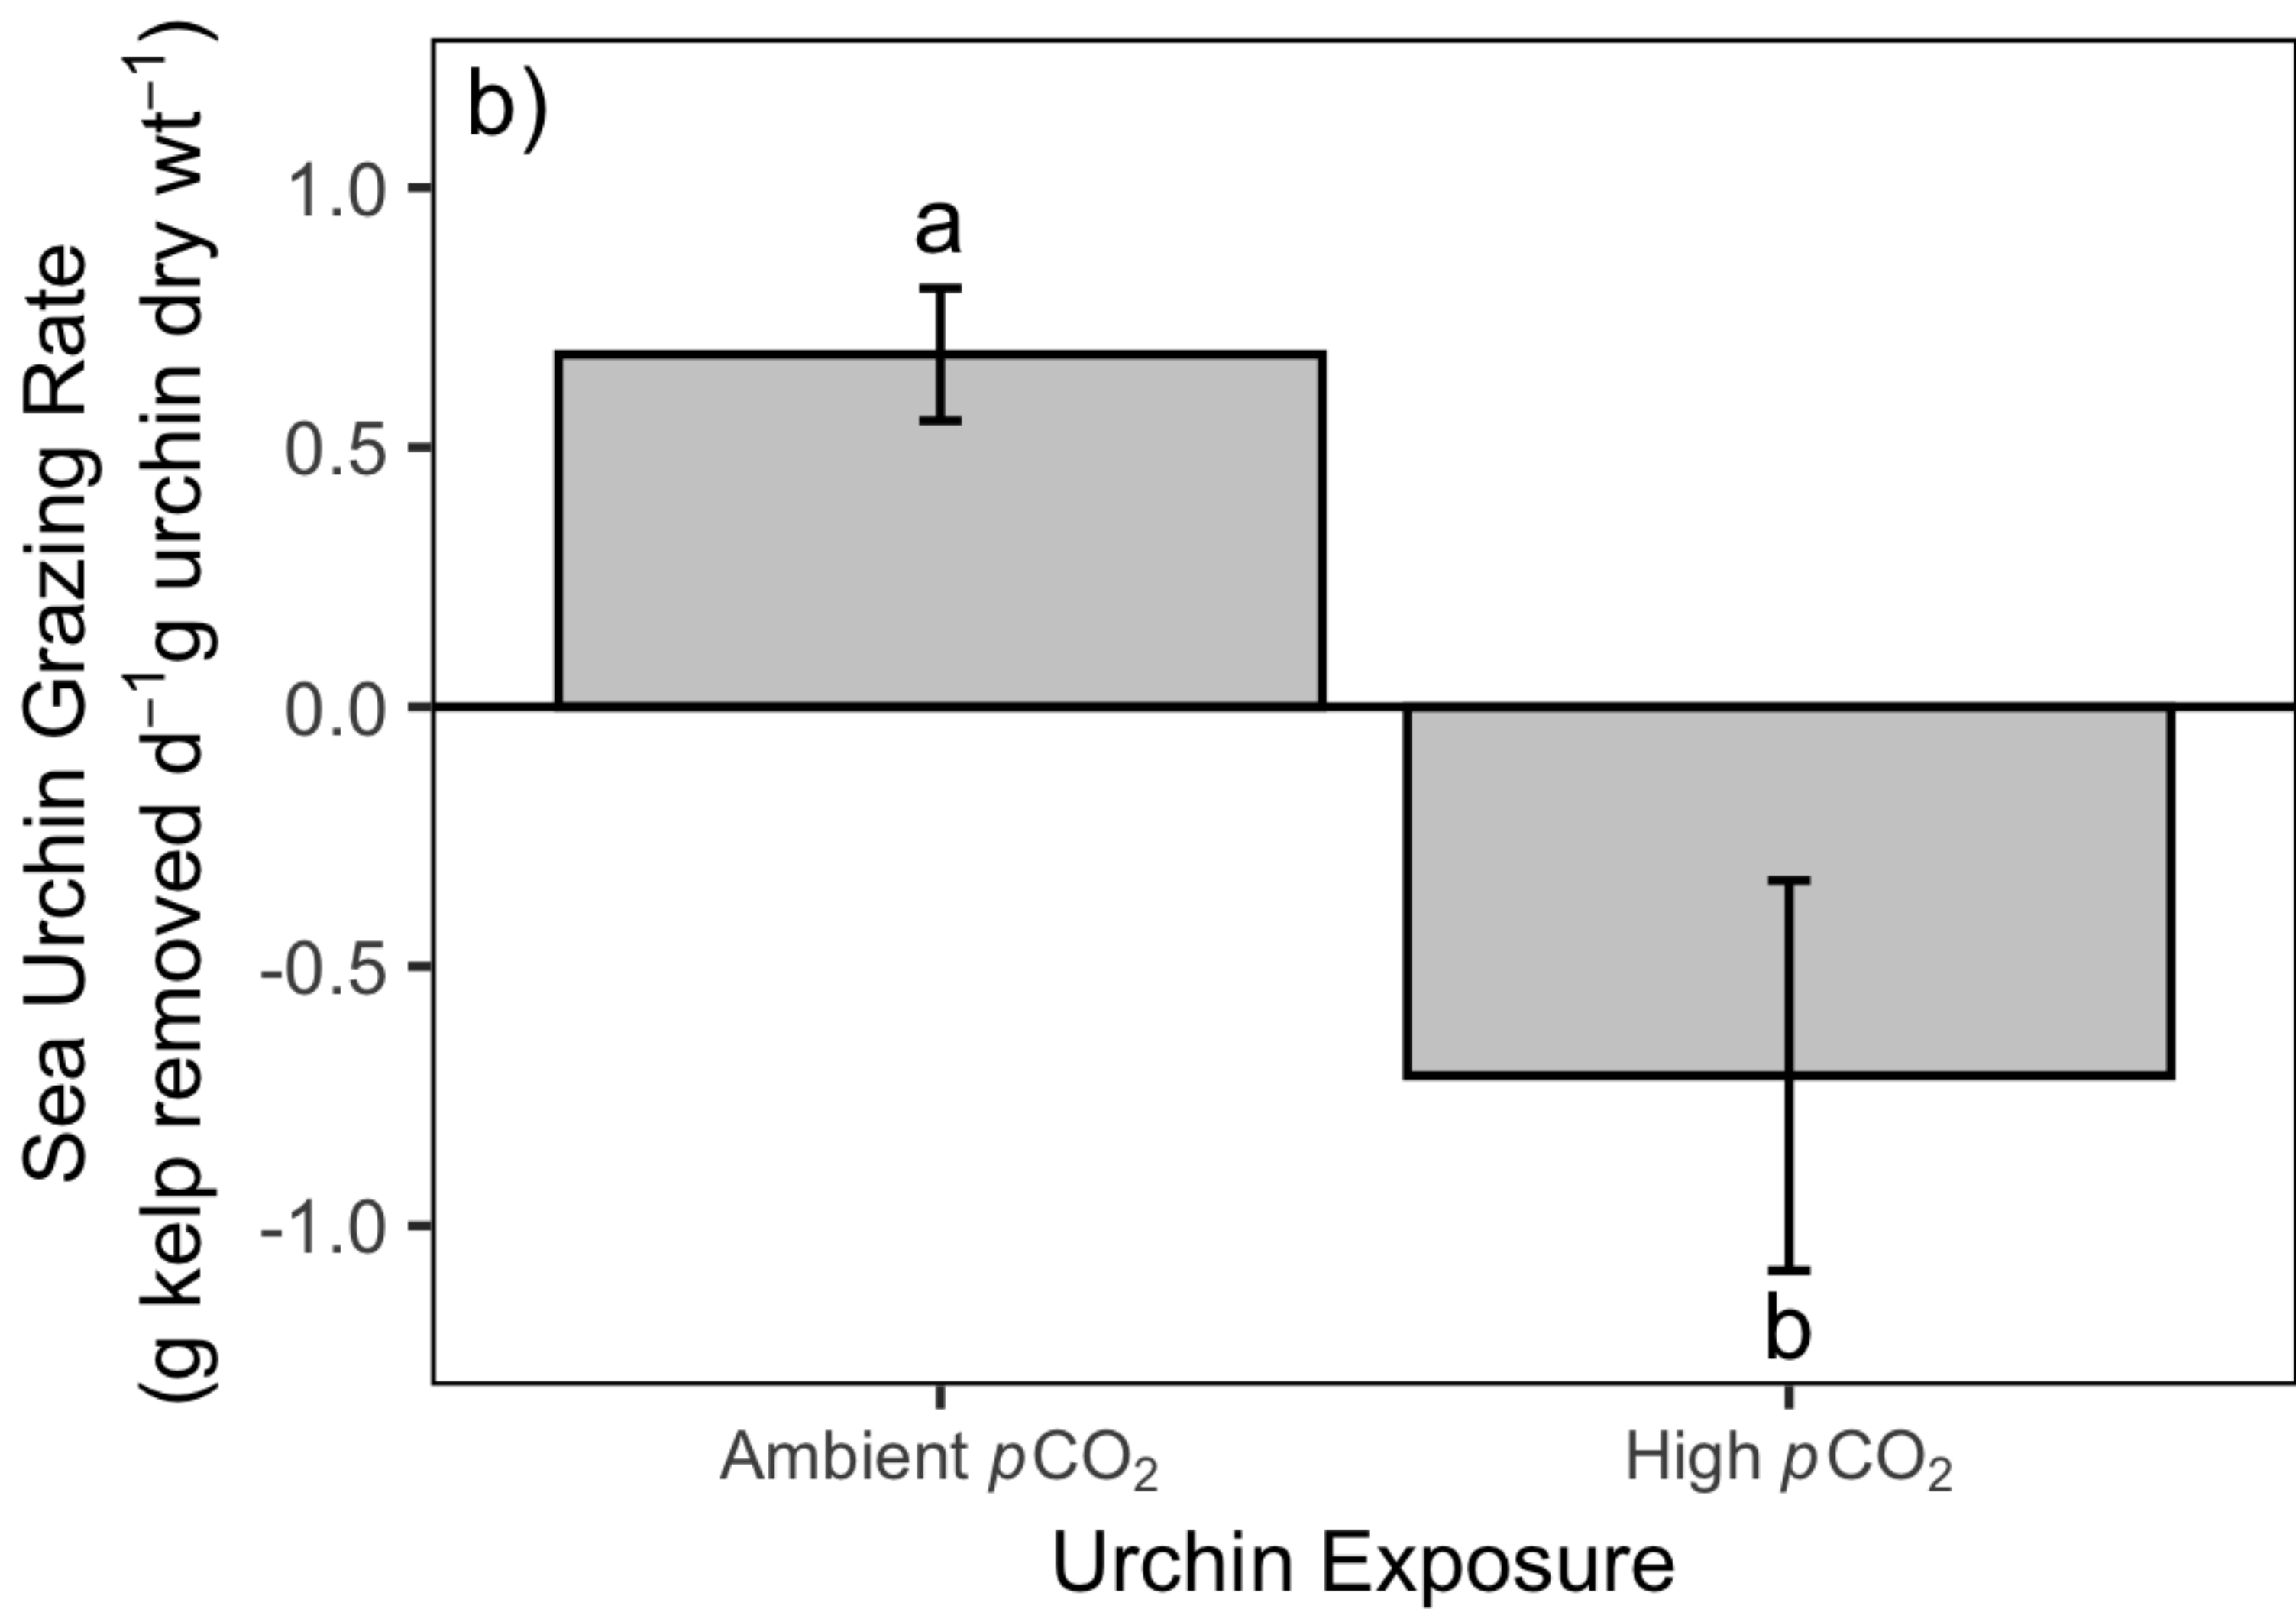 Sea Urchin Grazing Rate
(g kelp removed d⁻¹g urchin dry wt⁻¹)
b)
1.0
0.5
0.0
-0.5
-1.0
a
b
Ambient pCO₂
High pCO₂
Urchin Exposure